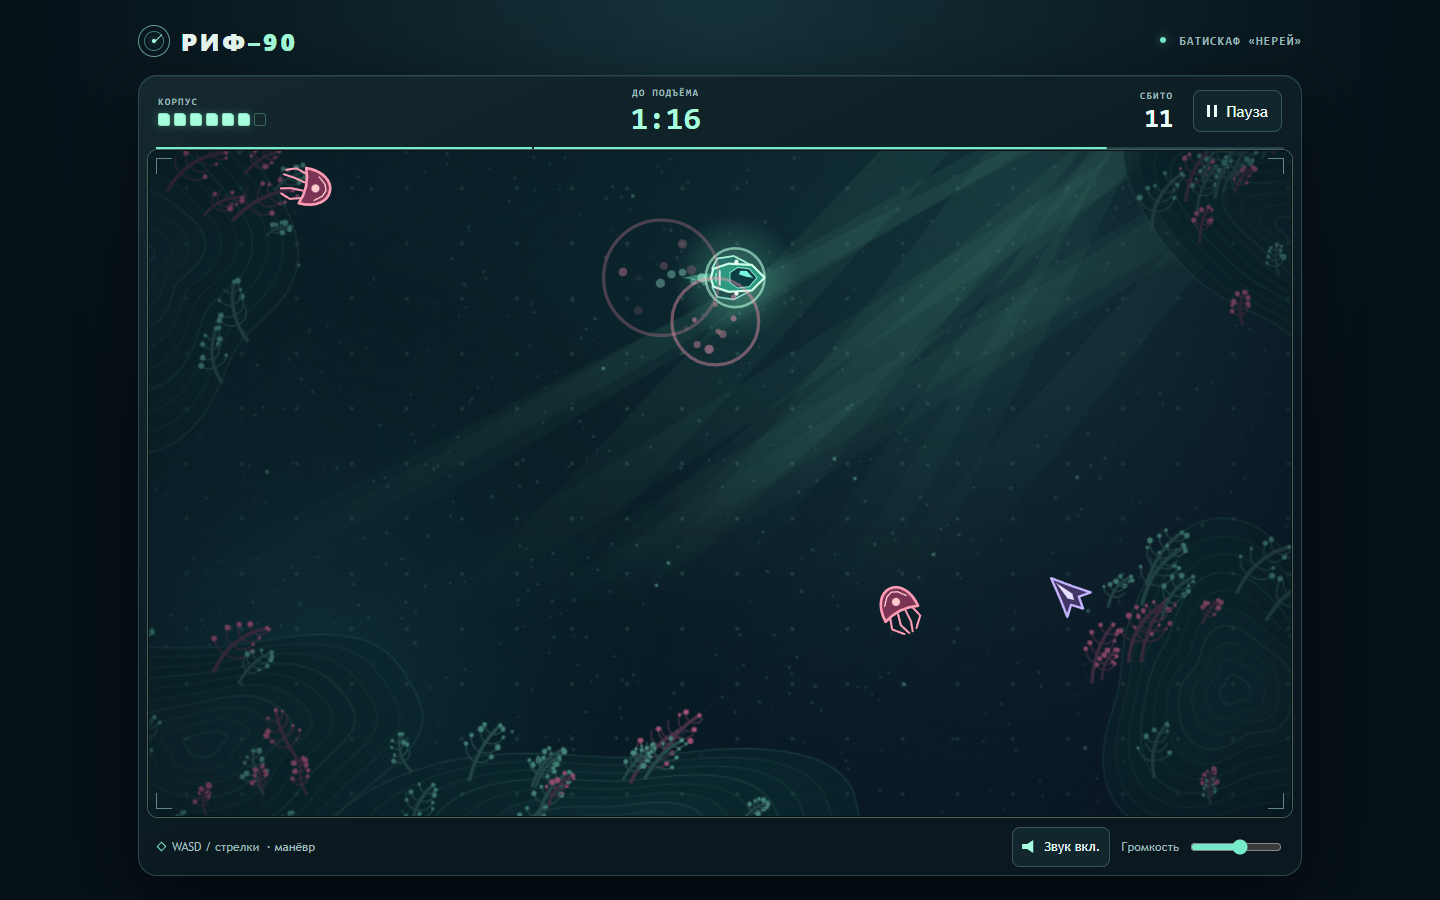 РИФ–90
БАТИСКАФ «НЕРЕЙ»
КОРПУС
ДО ПОДЪЁМА
1:16
СБИТО
11
Пауза
WASD / стрелки · манёвр
Звук вкл.
Громкость